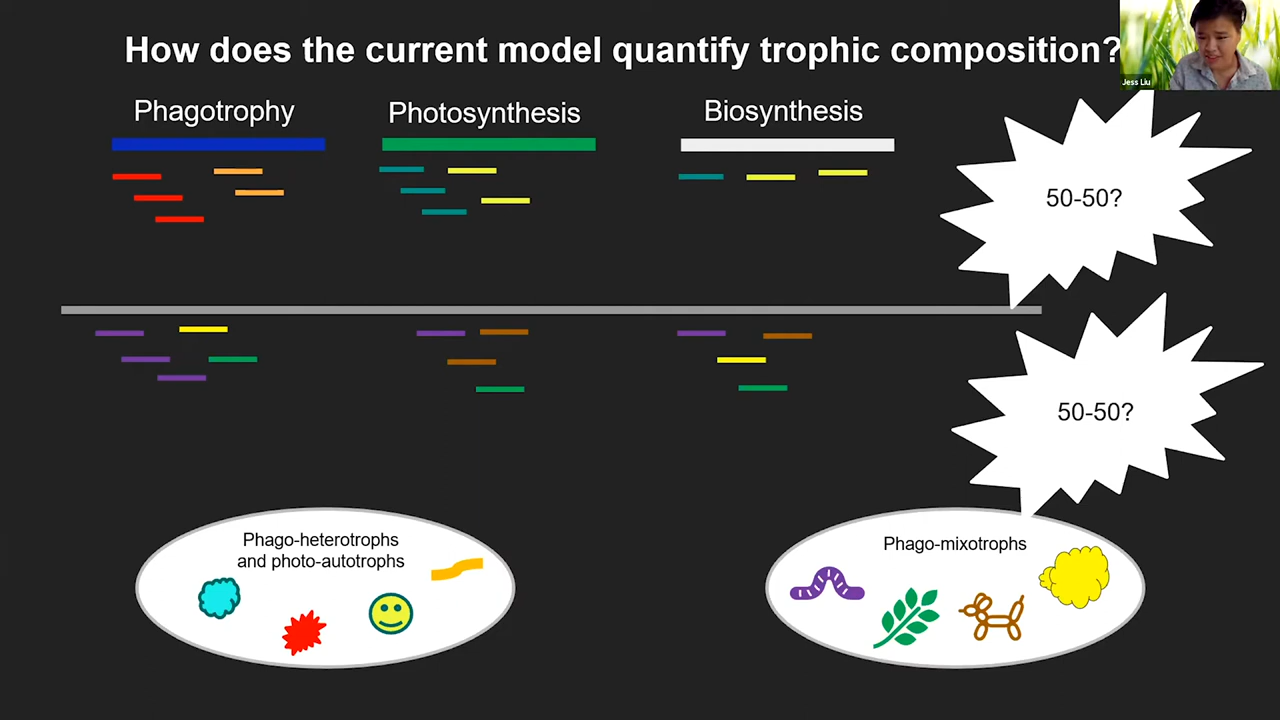 How does the current model quantify trophic composition?
Jess Liu
Phagotrophy
Photosynthesis
Biosynthesis
50-50?
50-50?
Phago-heterotrophs
and photo-autotrophs
Phago-mixotrophs